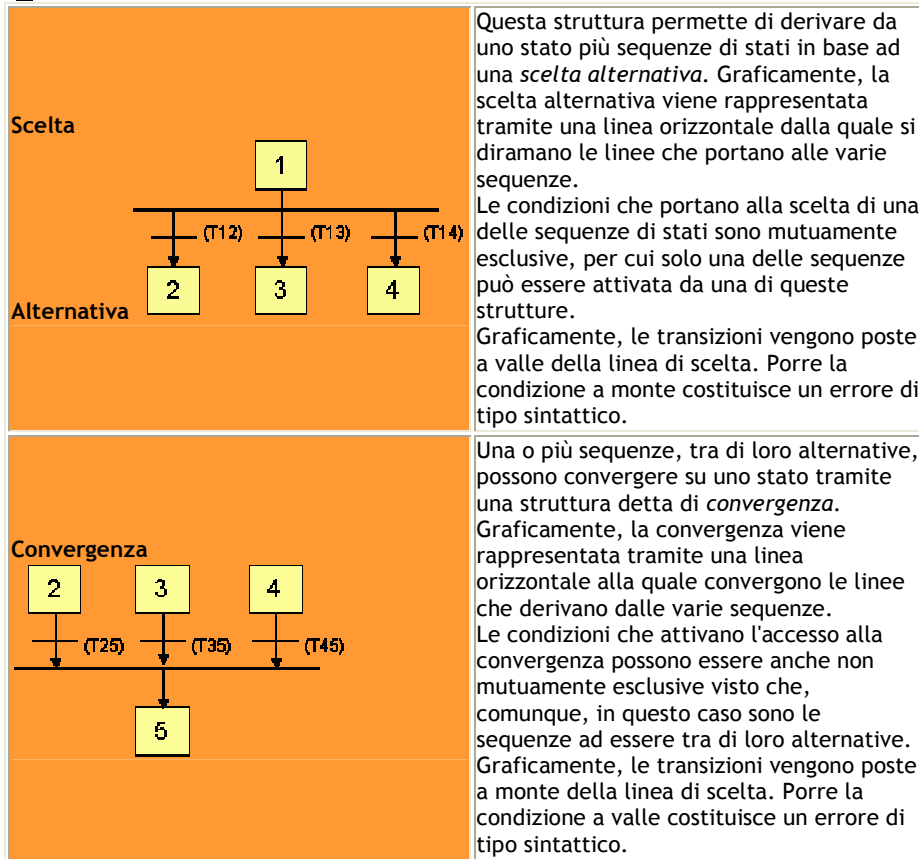 Scelta
1
(T12) (T13) (T14)
2 3 4
Alternativa
Questa struttura permette di derivare da
uno stato più sequenze di stati in base ad
una scelta alternativa. Graficamente, la
scelta alternativa viene rappresentata
tramite una linea orizzontale dalla quale si
diramano le linee che portano alle varie
sequenze.
Le condizioni che portano alla scelta di una
delle sequenze di stati sono mutuamente
esclusive, per cui solo una delle sequenze
può essere attivata da una di queste
strutture.
Graficamente, le transizioni vengono poste
a valle della linea di scelta. Porre la
condizione a monte costituisce un errore di
tipo sintattico.
Convergenza
2 3 4
(T25) (T35) (T45)
5
Una o più sequenze, tra di loro alternative,
possono convergere su uno stato tramite
una struttura detta di convergenza.
Graficamente, la convergenza viene
rappresentata tramite una linea
orizzontale alla quale convergono le linee
che derivano dalle varie sequenze.
Le condizioni che attivano l'accesso alla
convergenza possono essere anche non
mutuamente esclusive visto che,
comunque, in questo caso sono le
sequenze ad essere tra di loro alternative.
Graficamente, le transizioni vengono poste
a monte della linea di scelta. Porre la
condizione a valle costituisce un errore di
tipo sintattico.